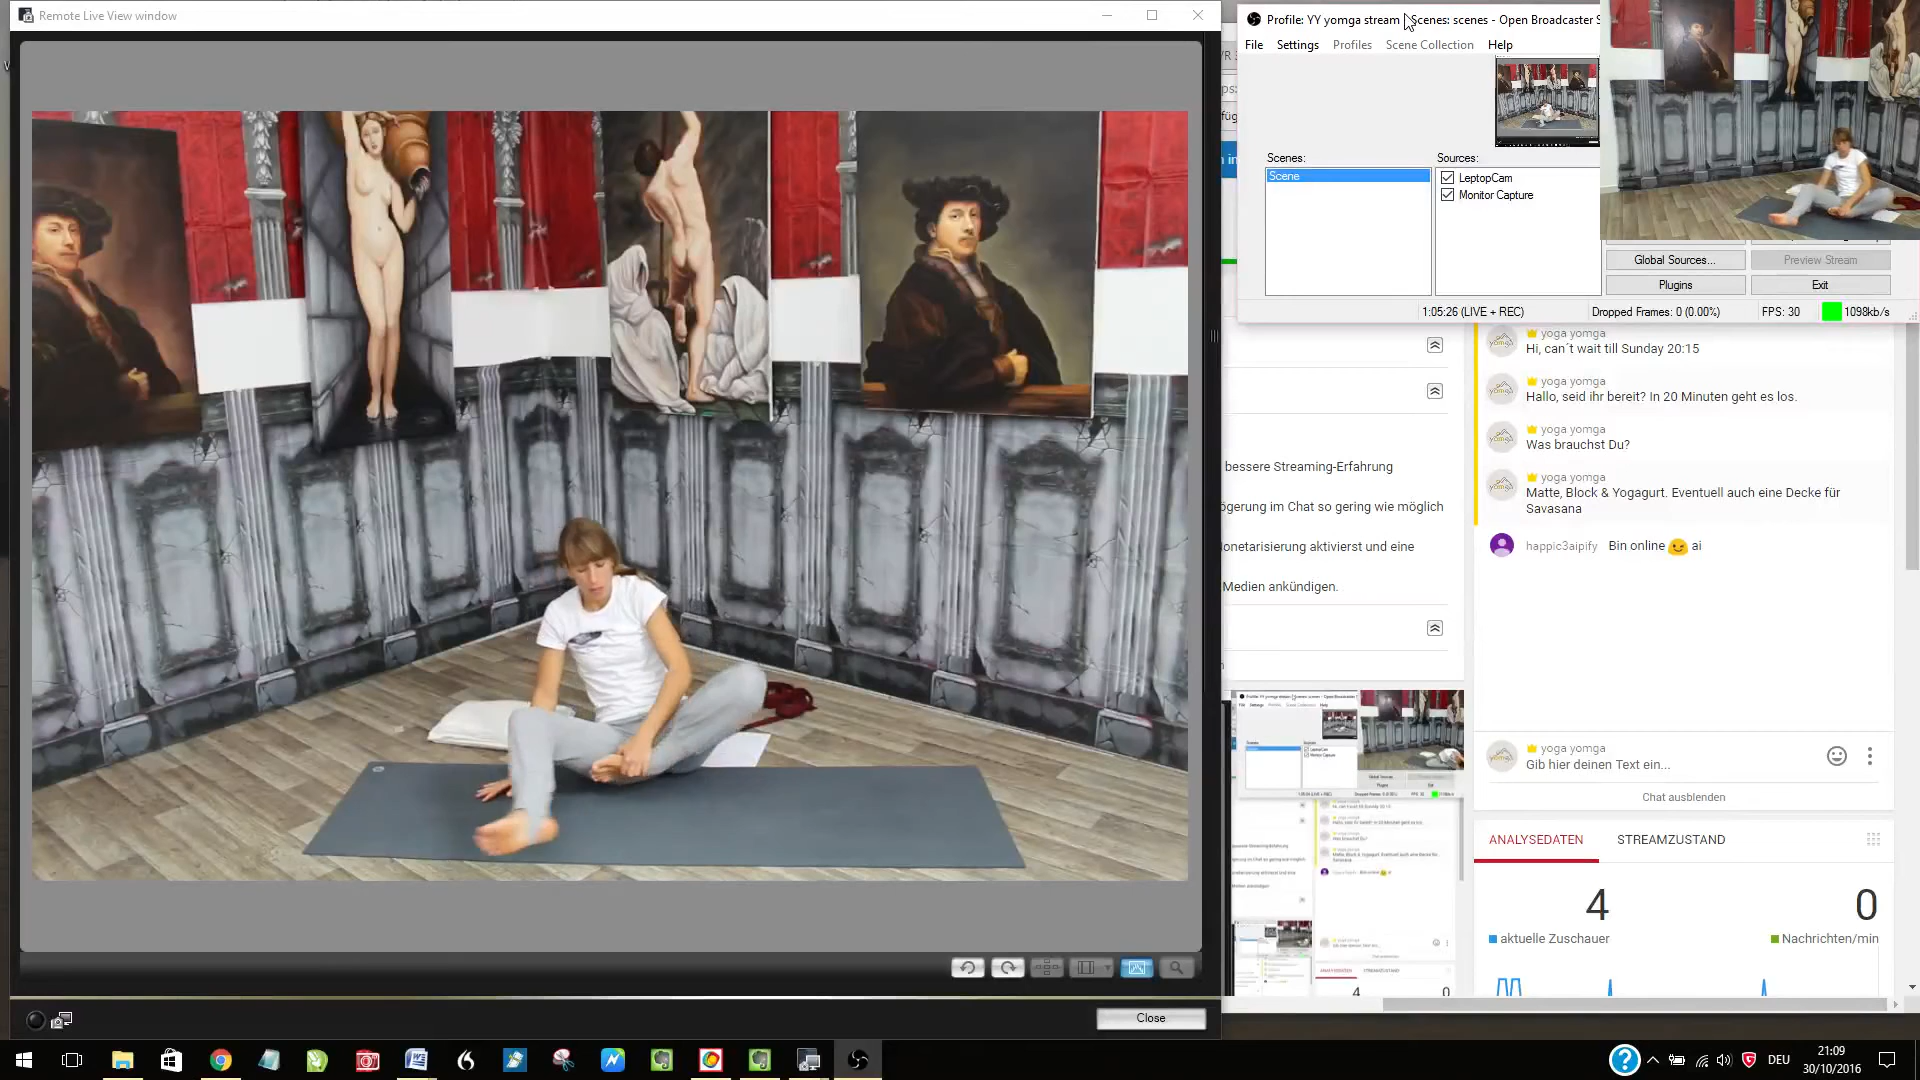 Remote Live View window
Profile: YY yomga stream
Scenes: scenes - Open Broadcaster S
File Settings Profiles Scene Collection Help
Scenes:
Sources:
Scene
LeptopCam
Monitor Capture
Global Sources...
Preview Stream
Plugins
Exit
1:05:26 (LIVE + REC)
Dropped Frames: 0 (0.00%)
FPS: 30
1098kb/s
yoga yomga
Hi, can´t wait till Sunday 20:15
yoga yomga
Hallo, seid ihr bereit? In 20 Minuten geht es los.
yoga yomga
Was brauchst Du?
yoga yomga
Matte, Block & Yogagurt. Eventuell auch eine Decke für
Savasana
happic3aipify Bin online 😉 ai
bessere Streaming-Erfahrung
ögerung im Chat so gering wie möglich
onetarisierung aktivierst und eine
Medien ankündigen.
yoga yomga
Gib hier deinen Text ein...
Chat ausblenden
ANALYSEDATEN
STREAMZUSTAND
4
0
aktuelle Zuschauer
Nachrichten/min
Close
DEU
21:09
30/10/2016